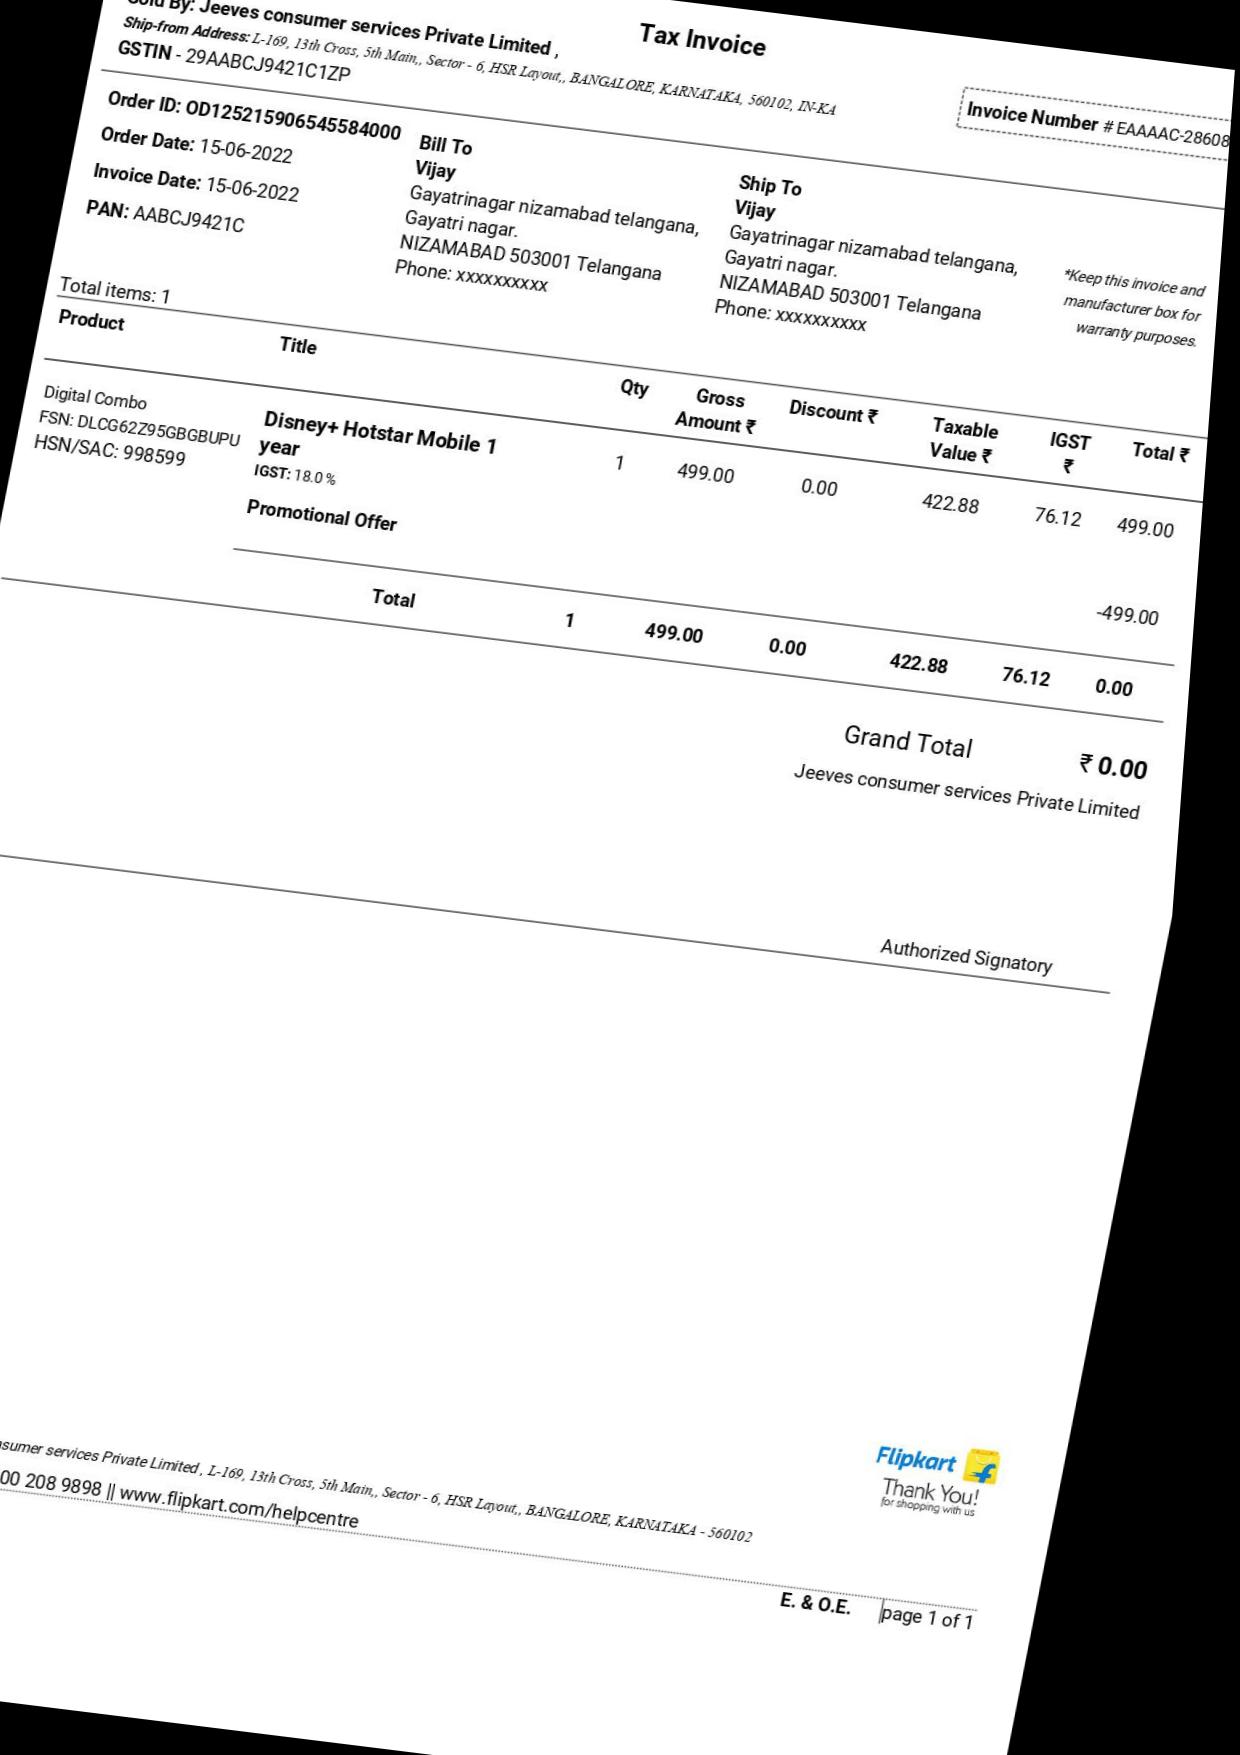 Tax Invoice
Sold By: Jeeves consumer services Private Limited ,
Ship-from Address: L-169, 13th Cross, 5th Main,, Sector - 6, HSR Layout,, BANGALORE, KARNATAKA, 560102, IN-KA
GSTIN - 29AABCJ9421C1ZP
Invoice Number # EAAAAC-28608
Order ID: OD125215906545584000
Order Date: 15-06-2022
Invoice Date: 15-06-2022
PAN: AABCJ9421C
Bill To
Vijay
Gayatrinagar nizamabad telangana,
Gayatri nagar.
NIZAMABAD 503001 Telangana
Phone: xxxxxxxxxx
Ship To
Vijay
Gayatrinagar nizamabad telangana,
Gayatri nagar.
NIZAMABAD 503001 Telangana
Phone: xxxxxxxxxx
*Keep this invoice and
manufacturer box for
warranty purposes.
Total items: 1
Product Title Qty Gross Amount ₹ Discount ₹ Taxable Value ₹ IGST ₹ Total ₹
Digital Combo
FSN: DLCG62Z95GBGBUPU
HSN/SAC: 998599
Disney+ Hotstar Mobile 1
year
IGST: 18.0 %
1 499.00 0.00 422.88 76.12 499.00
Promotional Offer -499.00
Total 1 499.00 0.00 422.88 76.12 0.00
Grand Total ₹ 0.00
Jeeves consumer services Private Limited
Authorized Signatory
Flipkart
Thank You!
for shopping with us
nsumer services Private Limited , L-169, 13th Cross, 5th Main,, Sector - 6, HSR Layout,, BANGALORE, KARNATAKA - 560102
00 208 9898 || www.flipkart.com/helpcentre
E. & O.E. page 1 of 1